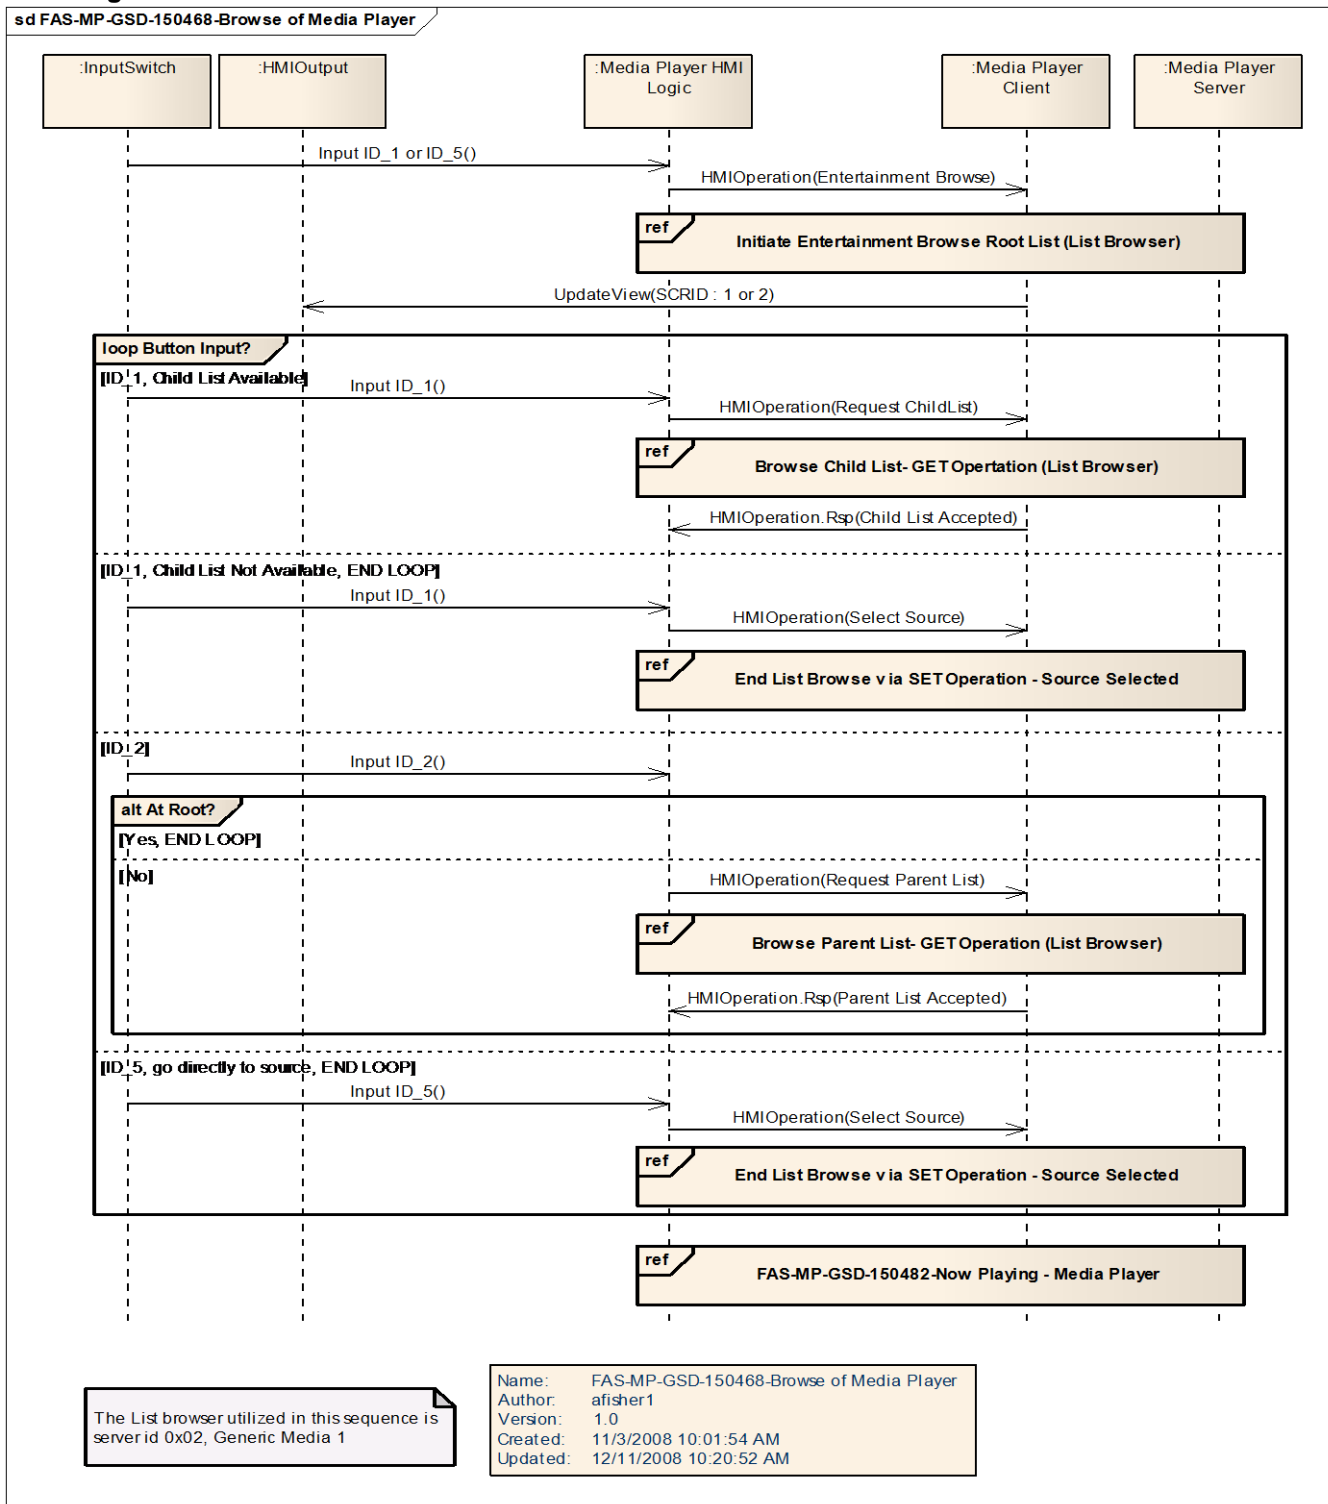 sd FAS-MP-GSD-150468-Browse of Media Player
:InputSwitch
:HMIOutput
:Media Player HMI
Logic
:Media Player
Client
:Media Player
Server
Input ID_1 or ID_5()
HMIOperation(Entertainment Browse)
ref
Initiate Entertainment Browse Root List (List Browser)
UpdateView(SCRID : 1 or 2)
loop Button Input?
[ID_1, Child List Available]
Input ID_1()
HMIOperation(Request ChildList)
ref
Browse Child List- GET Opertation (List Browser)
HMIOperation.Rsp(Child List Accepted)
[ID_1, Child List Not Available, END LOOP]
Input ID_1()
HMIOperation(Select Source)
ref
End List Browse via SET Operation - Source Selected
[ID_2]
Input ID_2()
alt At Root?
[Yes, END LOOP]
[No]
HMIOperation(Request Parent List)
ref
Browse Parent List- GET Operation (List Browser)
HMIOperation.Rsp(Parent List Accepted)
[ID_5, go directly to source, END LOOP]
Input ID_5()
HMIOperation(Select Source)
ref
End List Browse via SET Operation - Source Selected
ref
FAS-MP-GSD-150482-Now Playing - Media Player
The List browser utilized in this sequence is
server id 0x02, Generic Media 1
Name: FAS-MP-GSD-150468-Browse of Media Player
Author: afisher1
Version: 1.0
Created: 11/3/2008 10:01:54 AM
Updated: 12/11/2008 10:20:52 AM